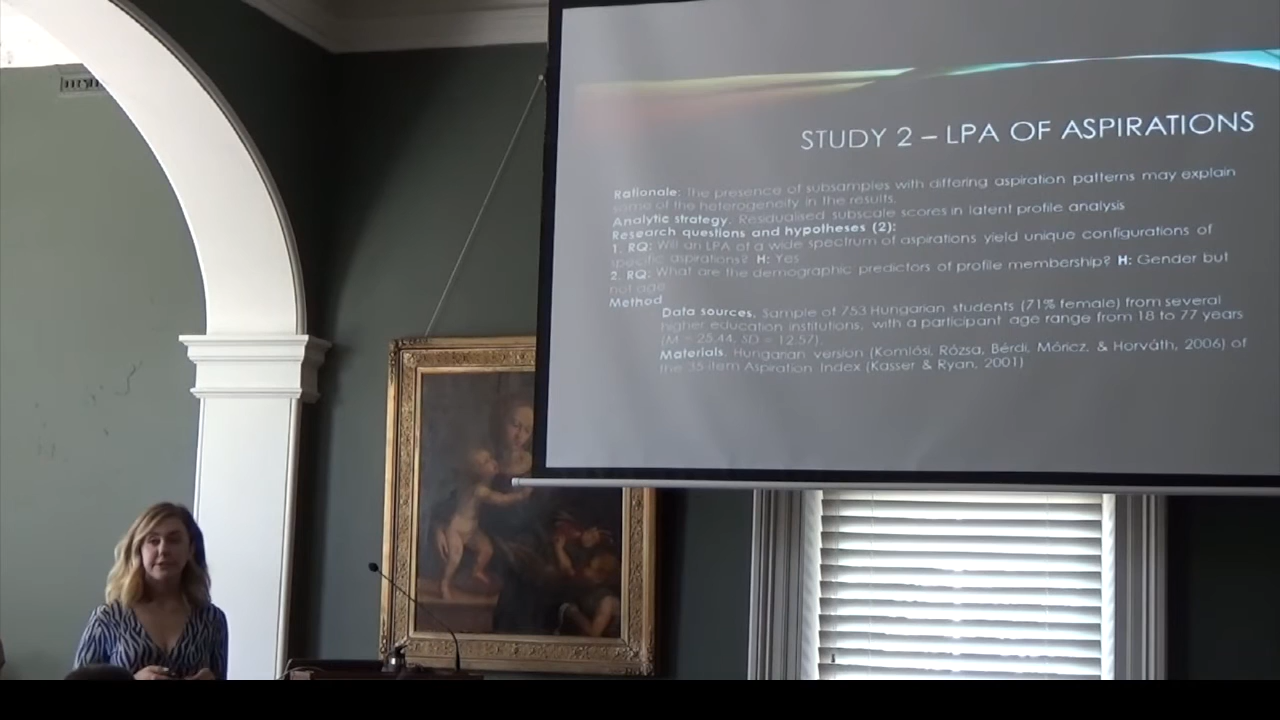 STUDY 2 – LPA OF ASPIRATIONS
Rationale: The presence of subsamples with differing aspiration patterns may explain
some of the heterogeneity in the results.
Analytic strategy. Residualised subscale scores in latent profile analysis
Research questions and hypotheses (2):
1. RQ: Will an LPA of a wide spectrum of aspirations yield unique configurations of
specific aspirations? H: Yes
2. RQ: What are the demographic predictors of profile membership? H: Gender but
not age
Method
Data sources. Sample of 753 Hungarian students (71% female) from several
higher education institutions, with a participant age range from 18 to 77 years
(M = 25.44, SD = 12.57).
Materials. Hungarian version (Komlósi, Rózsa, Bérdi, Móricz, & Horváth, 2006) of
the 35-item Aspiration Index (Kasser & Ryan, 2001)